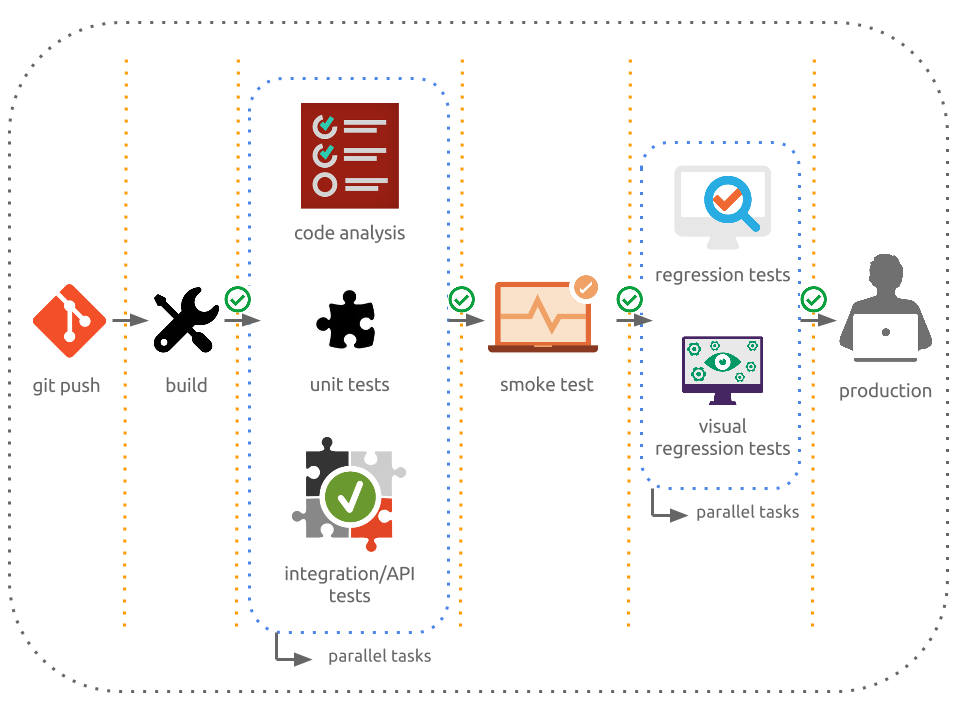 git push
build
code analysis
unit tests
integration/API
tests
parallel tasks
smoke test
regression tests
visual
regression tests
parallel tasks
production